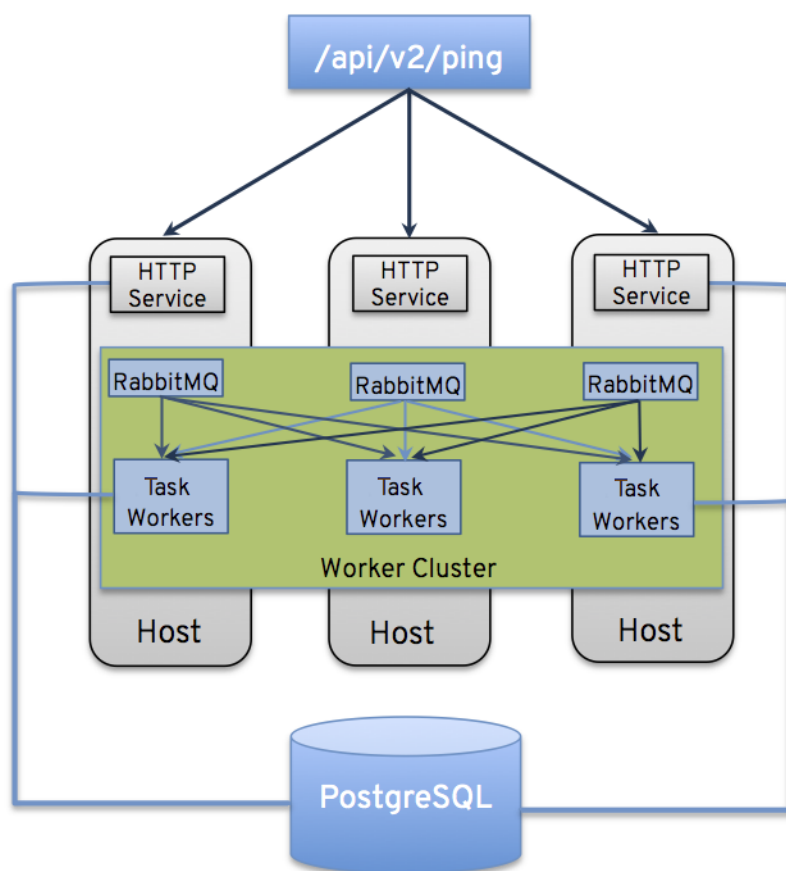 /api/v2/ping
HTTP
Service
HTTP
Service
HTTP
Service
RabbitMQ
RabbitMQ
RabbitMQ
Task
Workers
Task
Workers
Task
Workers
Worker Cluster
Host
Host
Host
PostgreSQL